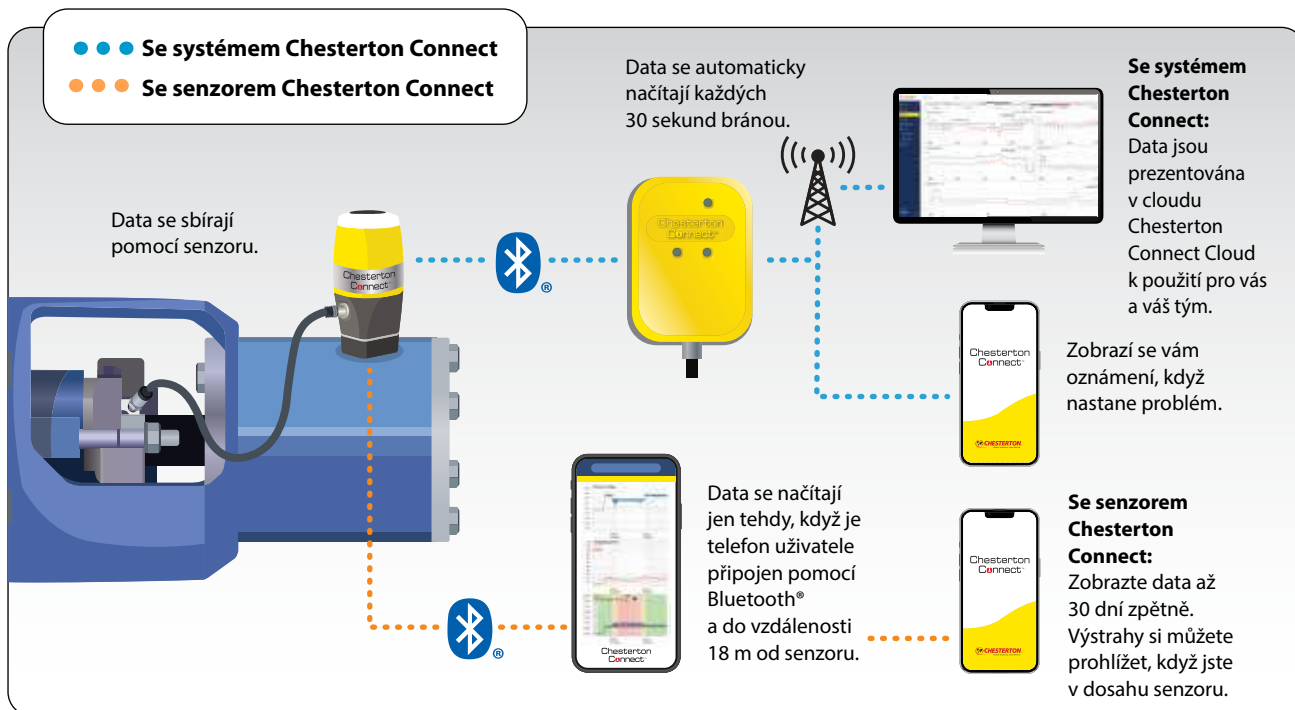 Se systémem Chesterton Connect
Se senzorem Chesterton Connect
Data se sbírají
pomocí senzoru.
Chesterton
Connect
Data se automaticky
načítají každých
30 sekund bránou.
Chesterton
Connect®
®
Se systémem
Chesterton
Connect:
Data jsou
prezentována
v cloudu
Chesterton
Connect Cloud
k použití pro vás
a váš tým.
Chesterton
Connect
CHESTERTON
Zobrazí se vám
oznámení, když
nastane problém.
®
Chesterton
Connect
Data se načítají
jen tehdy, když je
telefon uživatele
připojen pomocí
Bluetooth®
a do vzdálenosti
18 m od senzoru.
Chesterton
Connect
CHESTERTON
Se senzorem
Chesterton
Connect:
Zobrazte data až
30 dní zpětně.
Výstrahy si můžete
prohlížet, když jste
v dosahu senzoru.